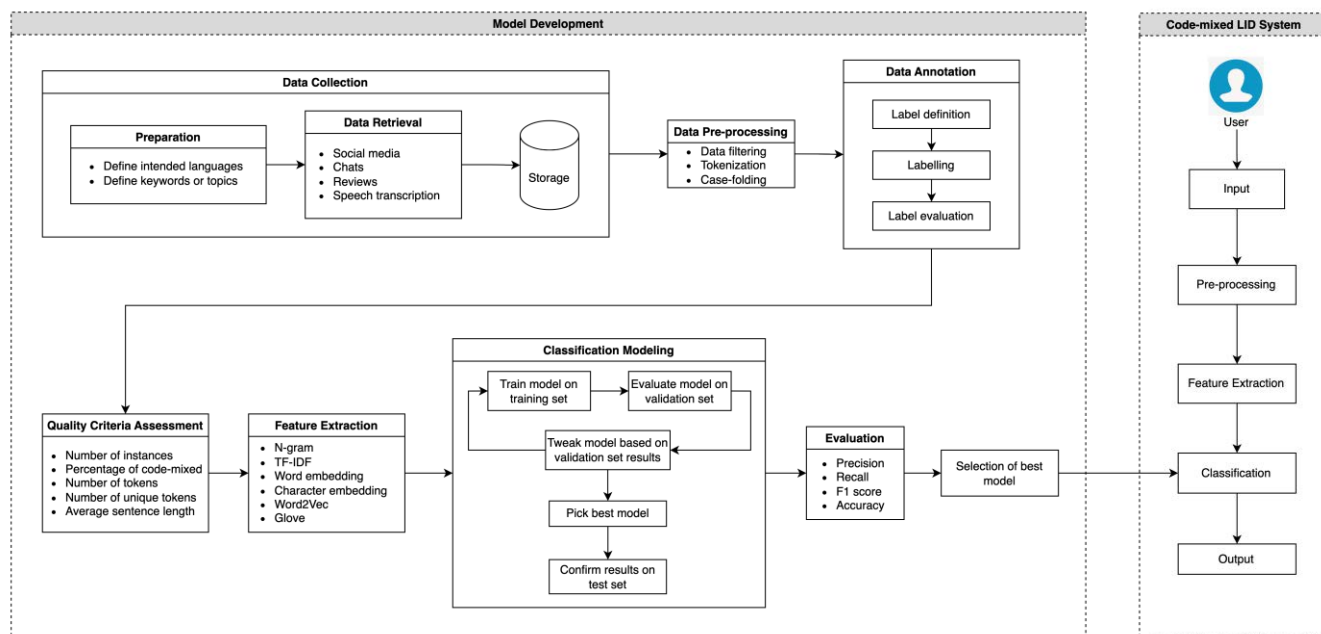 Model Development
Data Collection
Preparation
• Define intended languages
• Define keywords or topics
Data Retrieval
• Social media
• Chats
• Reviews
• Speech transcription
Storage
Data Pre-processing
• Data filtering
• Tokenization
• Case-folding
Data Annotation
Label definition
Labelling
Label evaluation
Quality Criteria Assessment
• Number of instances
• Percentage of code-mixed
• Number of tokens
• Number of unique tokens
• Average sentence length
Feature Extraction
• N-gram
• TF-IDF
• Word embedding
• Character embedding
• Word2Vec
• Glove
Classification Modeling
Train model on
training set
Evaluate model on
validation set
Tweak model based on
validation set results
Pick best model
Confirm results on
test set
Evaluation
• Precision
• Recall
• F1 score
• Accuracy
Selection of best
model
Code-mixed LID System
User
Input
Pre-processing
Feature Extraction
Classification
Output